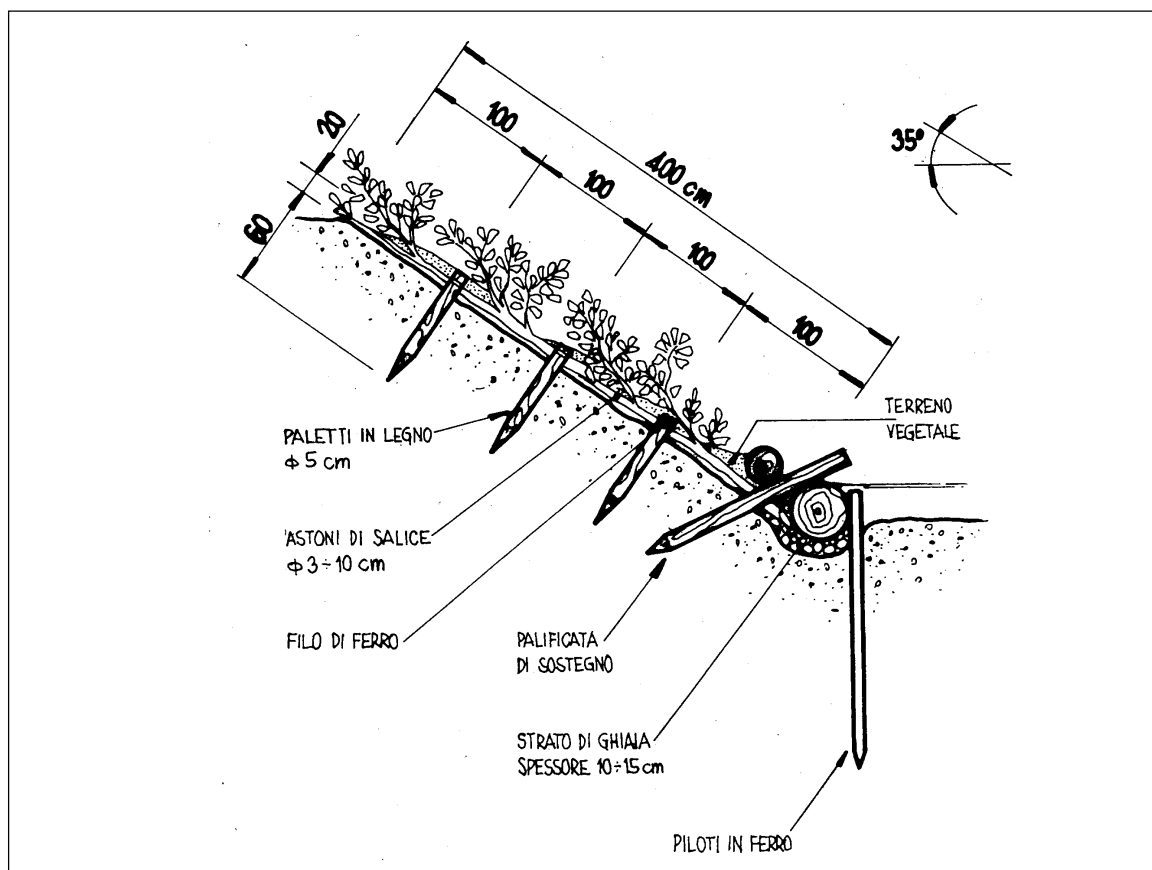 20
60
100
100
100
100
400 cm
35°
TERRENO
VEGETALE
PALETTI IN LEGNO
ϕ 5 cm
ASTONI DI SALICE
ϕ 3÷10 cm
FILO DI FERRO
PALIFICATA
DI SOSTEGNO
STRATO DI GHIAIA
SPESSORE 10÷15 cm
PILOTI IN FERRO